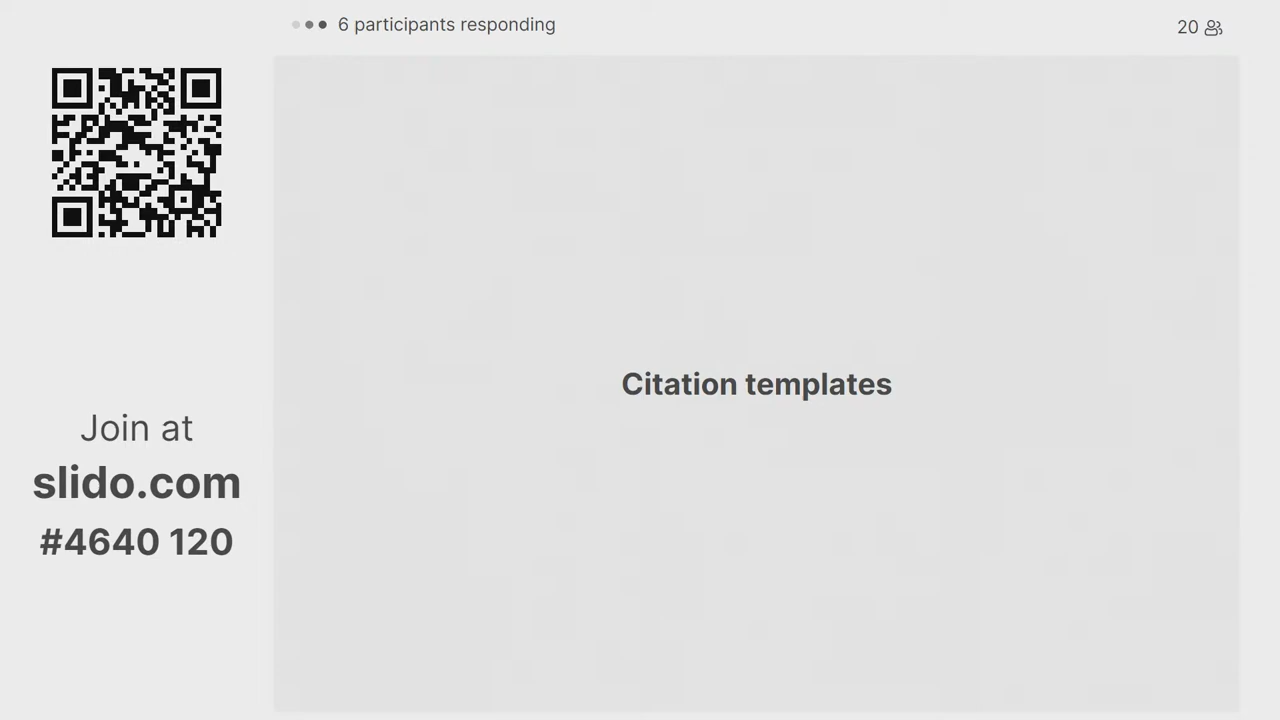 6 participants responding
20
Citation templates
Join at
slido.com
#4640 120